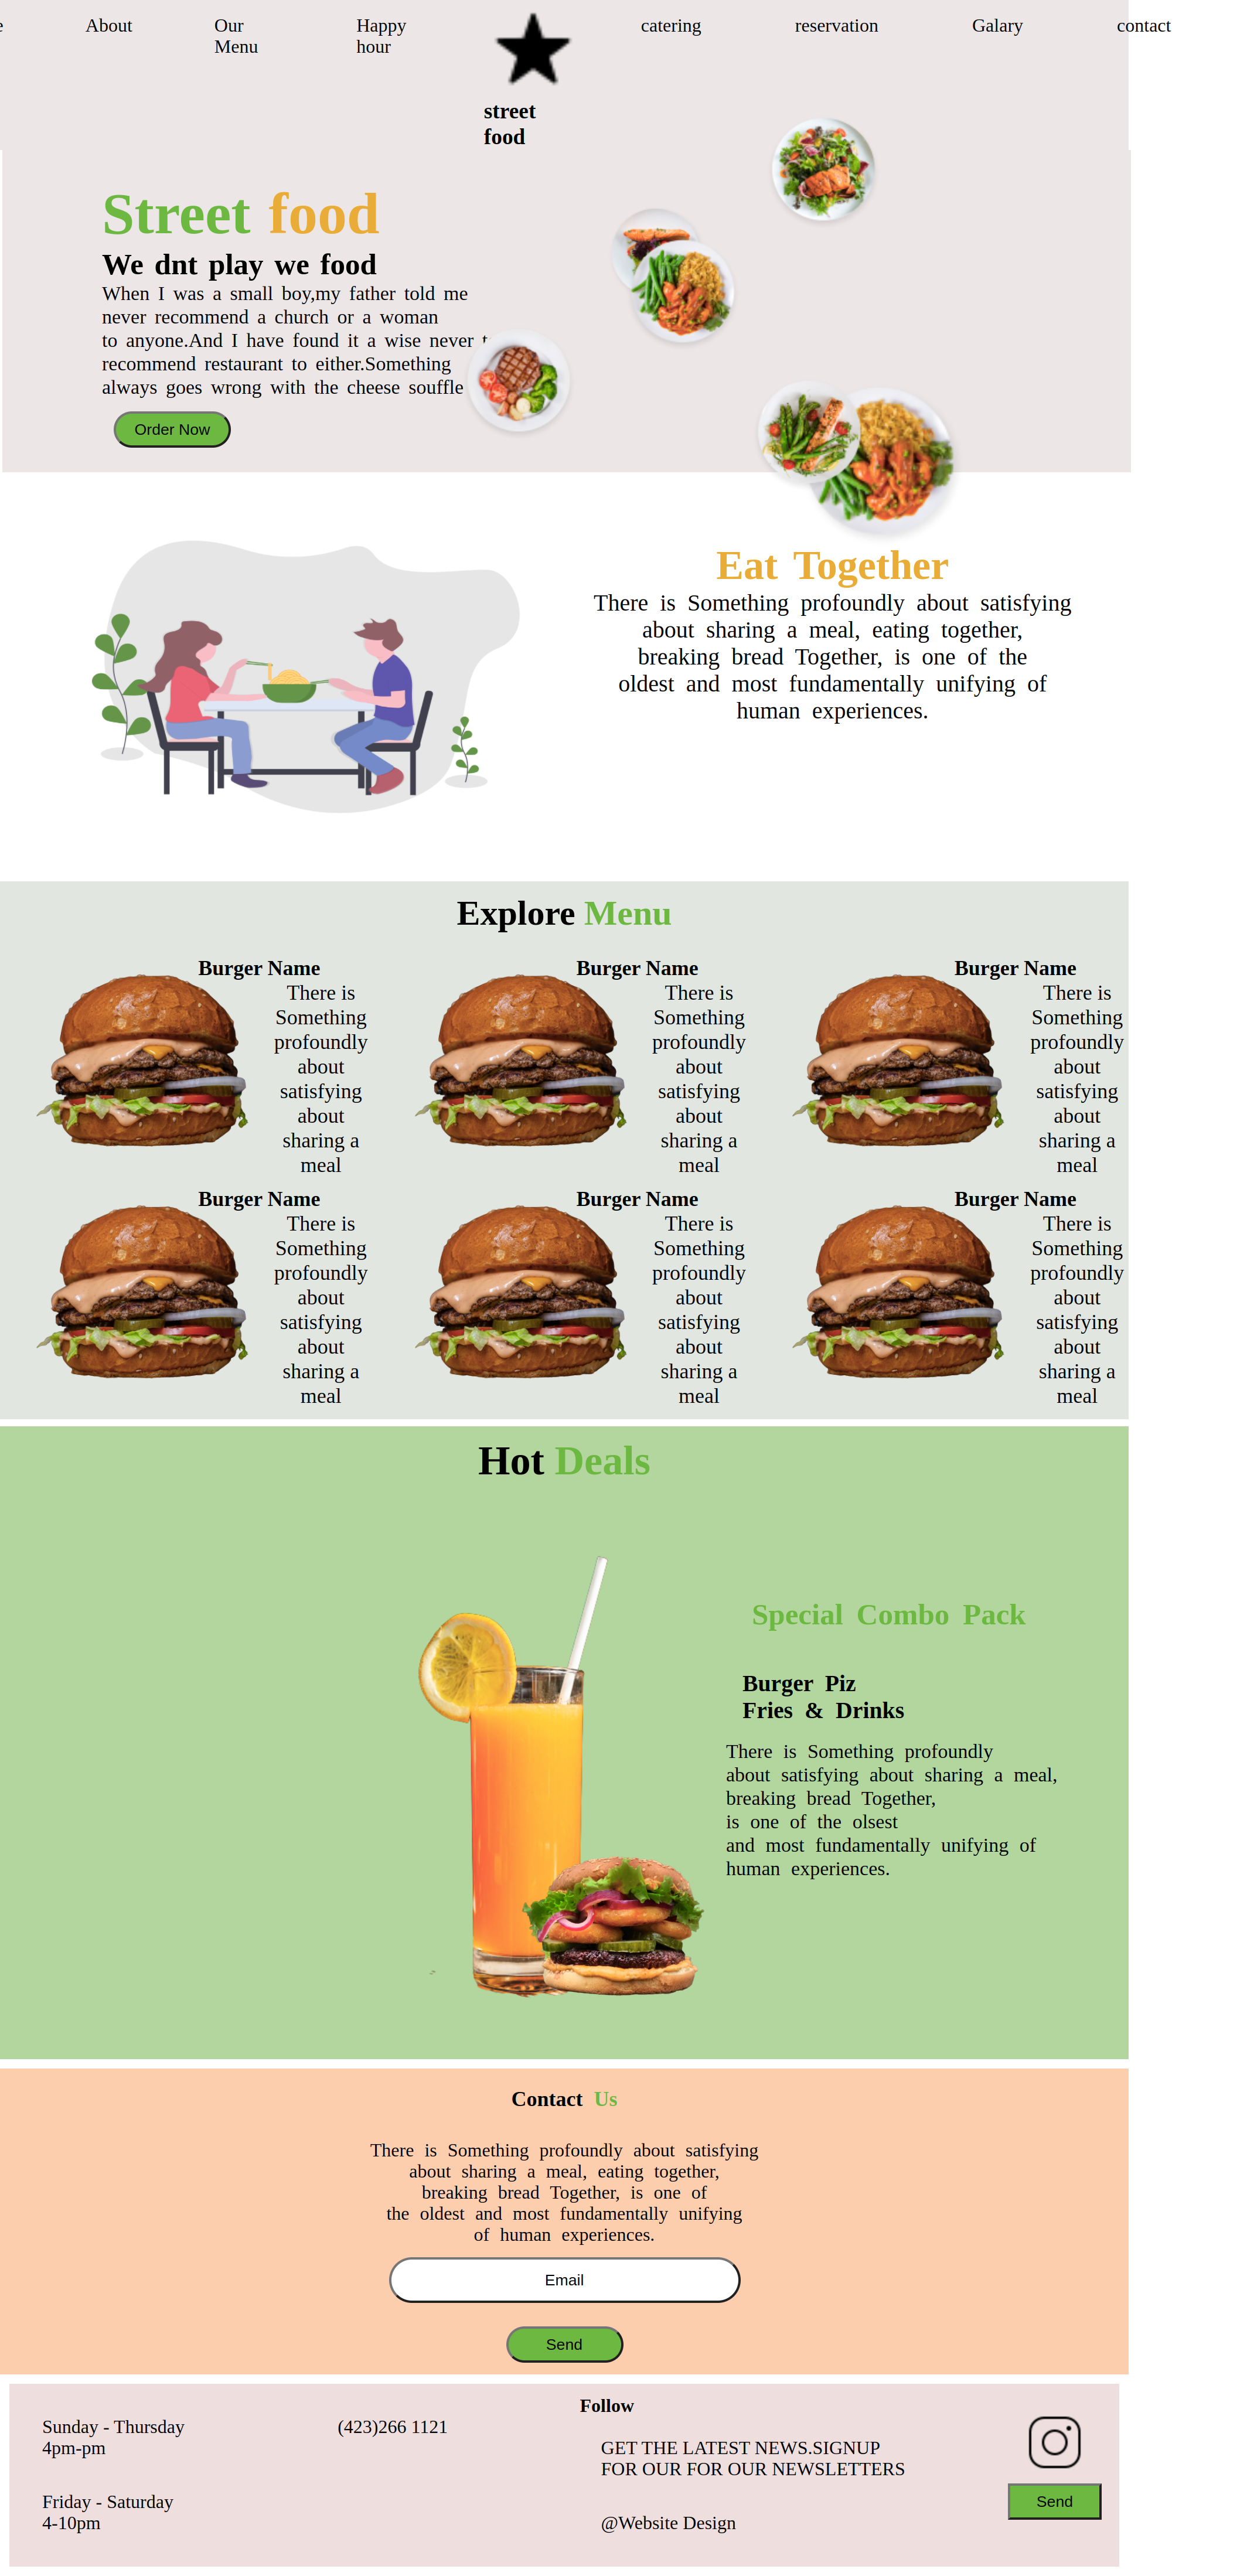 e About Our Menu Happy hour catering reservation Galary contact
street
food
Street food
We dnt play we food
When I was a small boy,my father told me
never recommend a church or a woman
to anyone.And I have found it a wise never
recommend restaurant to either.Something
always goes wrong with the cheese souffle
Order Now
Eat Together
There is Something profoundly about satisfying
about sharing a meal, eating together,
breaking bread Together, is one of the
oldest and most fundamentally unifying of
human experiences.
Explore Menu
Burger Name
There is
Something
profoundly
about
satisfying
about
sharing a
meal
Burger Name
There is
Something
profoundly
about
satisfying
about
sharing a
meal
Burger Name
There is
Something
profoundly
about
satisfying
about
sharing a
meal
Burger Name
There is
Something
profoundly
about
satisfying
about
sharing a
meal
Burger Name
There is
Something
profoundly
about
satisfying
about
sharing a
meal
Burger Name
There is
Something
profoundly
about
satisfying
about
sharing a
meal
Hot Deals
Special Combo Pack
Burger Piz
Fries & Drinks
There is Something profoundly
about satisfying about sharing a meal,
breaking bread Together,
is one of the olsest
and most fundamentally unifying of
human experiences.
Contact Us
There is Something profoundly about satisfying
about sharing a meal, eating together,
breaking bread Together, is one of
the oldest and most fundamentally unifying
of human experiences.
Email
Send
Sunday - Thursday
4pm-pm
Friday - Saturday
4-10pm
(423)266 1121
Follow
GET THE LATEST NEWS.SIGNUP
FOR OUR FOR OUR NEWSLETTERS
@Website Design
Send